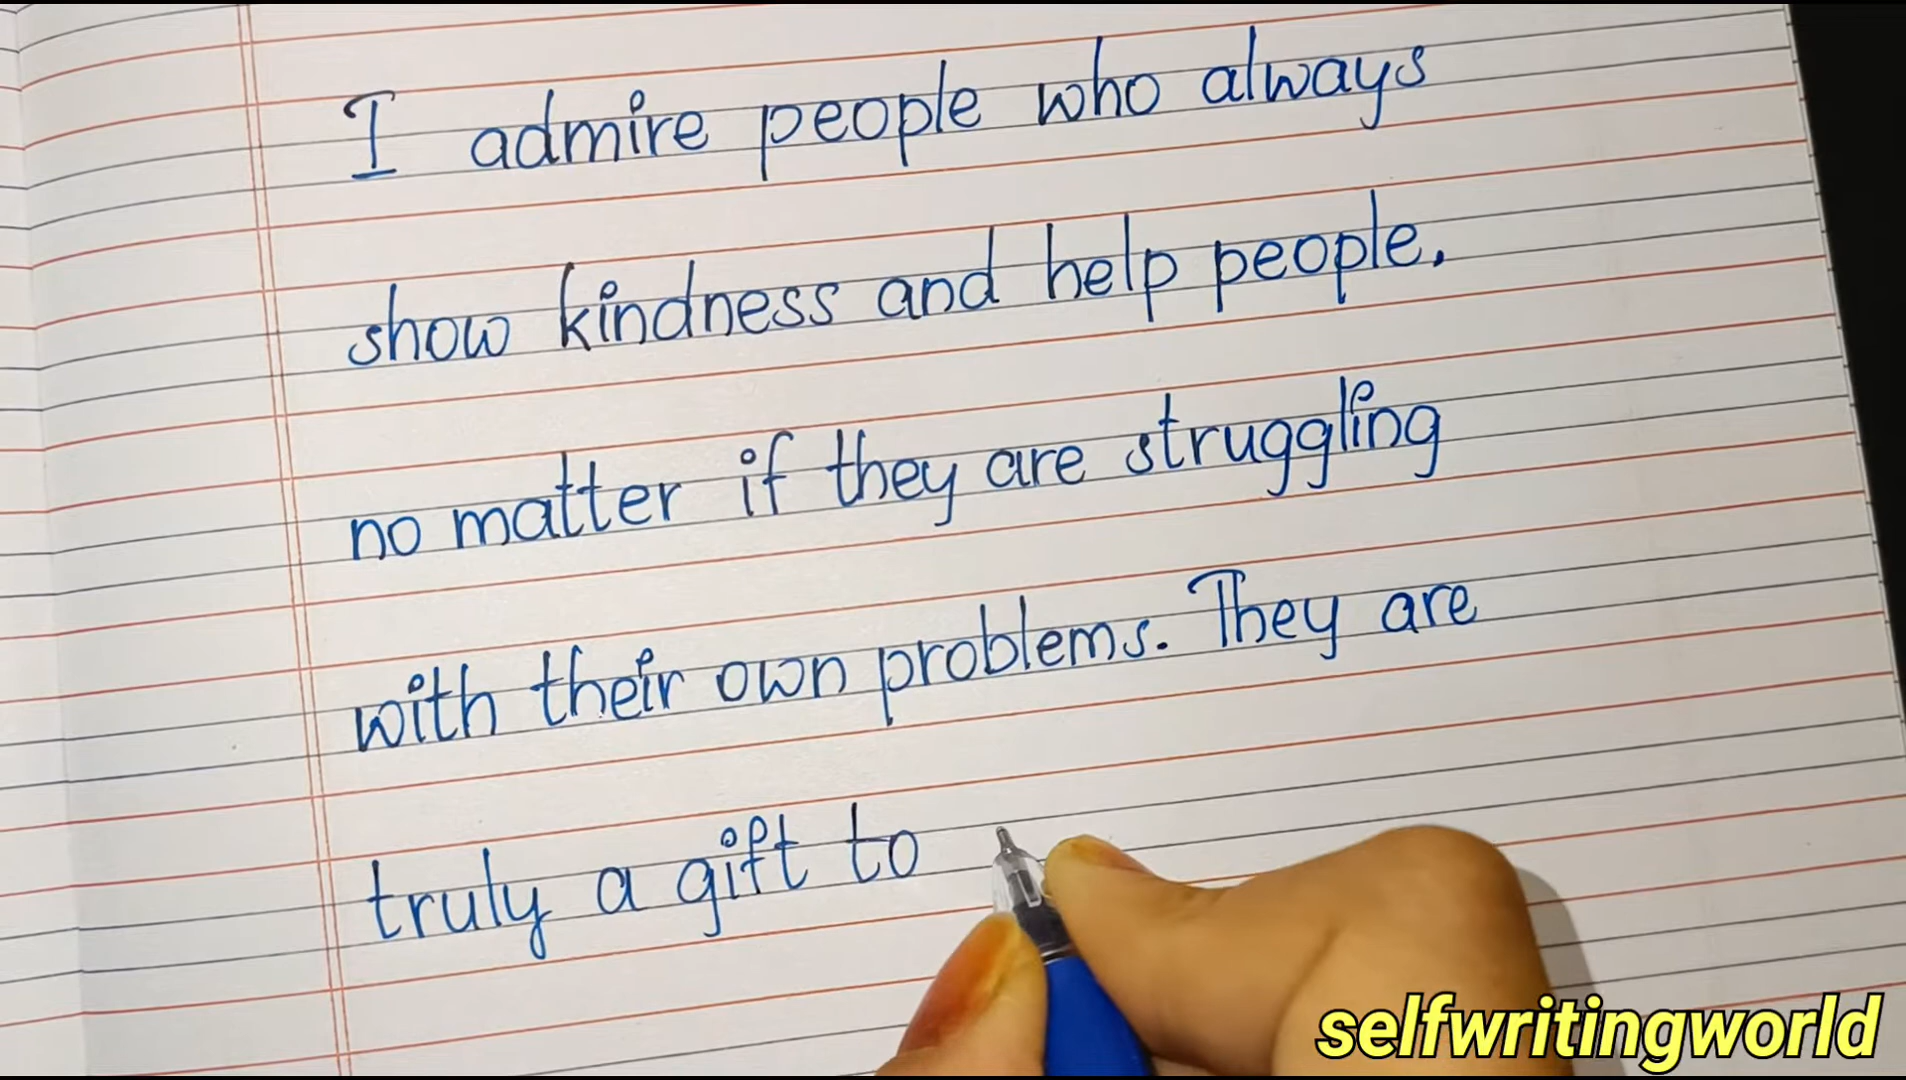 I admire people who always
show kindness and help people,
no matter if they are struggling
with their own problems. They are
truly a gift to
selfwritingworld